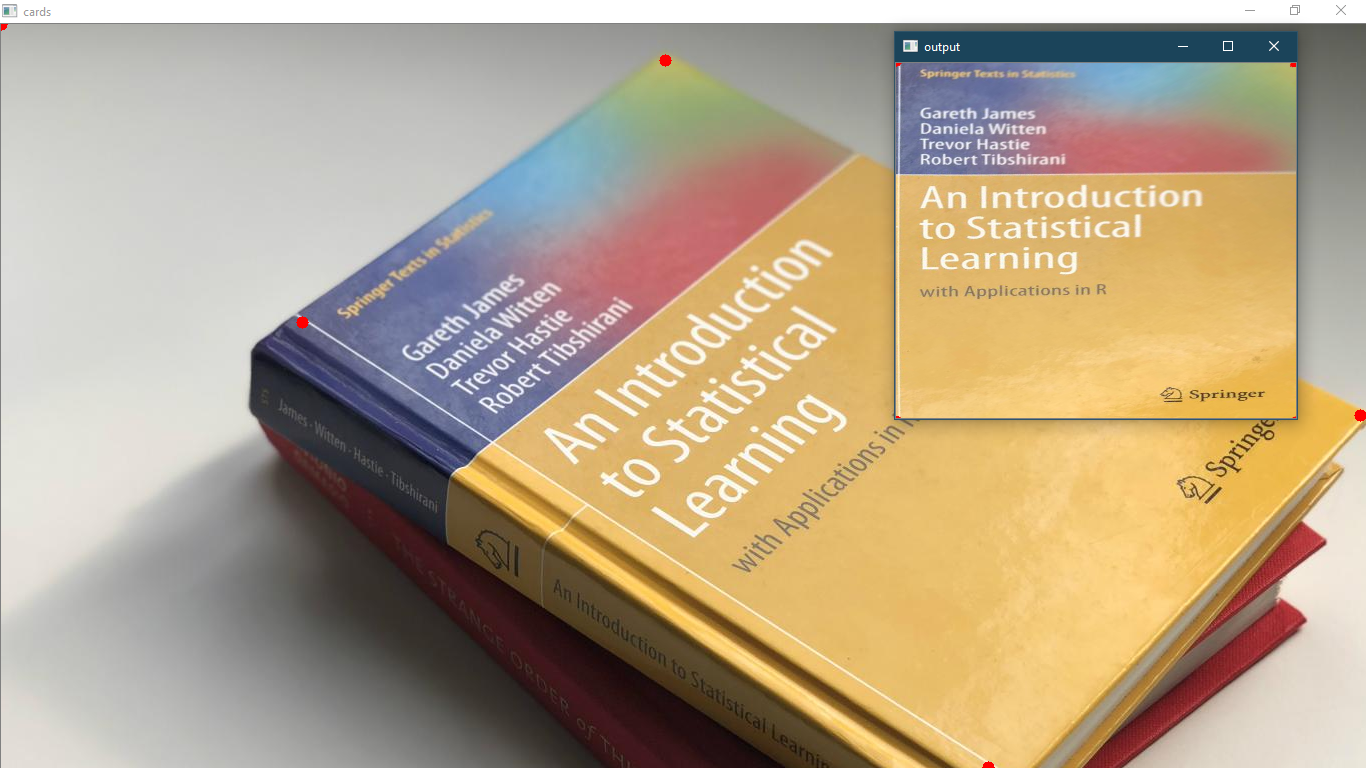 cards
output
Springer Texts in Statistics
Gareth James
Daniela Witten
Trevor Hastie
Robert Tibshirani
An Introduction
to Statistical
Learning
with Applications in R
Springer
Springer Texts in Statistics
Gareth James
Daniela Witten
Trevor Hastie
Robert Tibshirani
An Introduction
to Statistical
Learning
with Applications in
Springer
James · Witten · Hastie · Tibshirani
An Introduction to Statistical Learning
THE STRANGE ORDER of